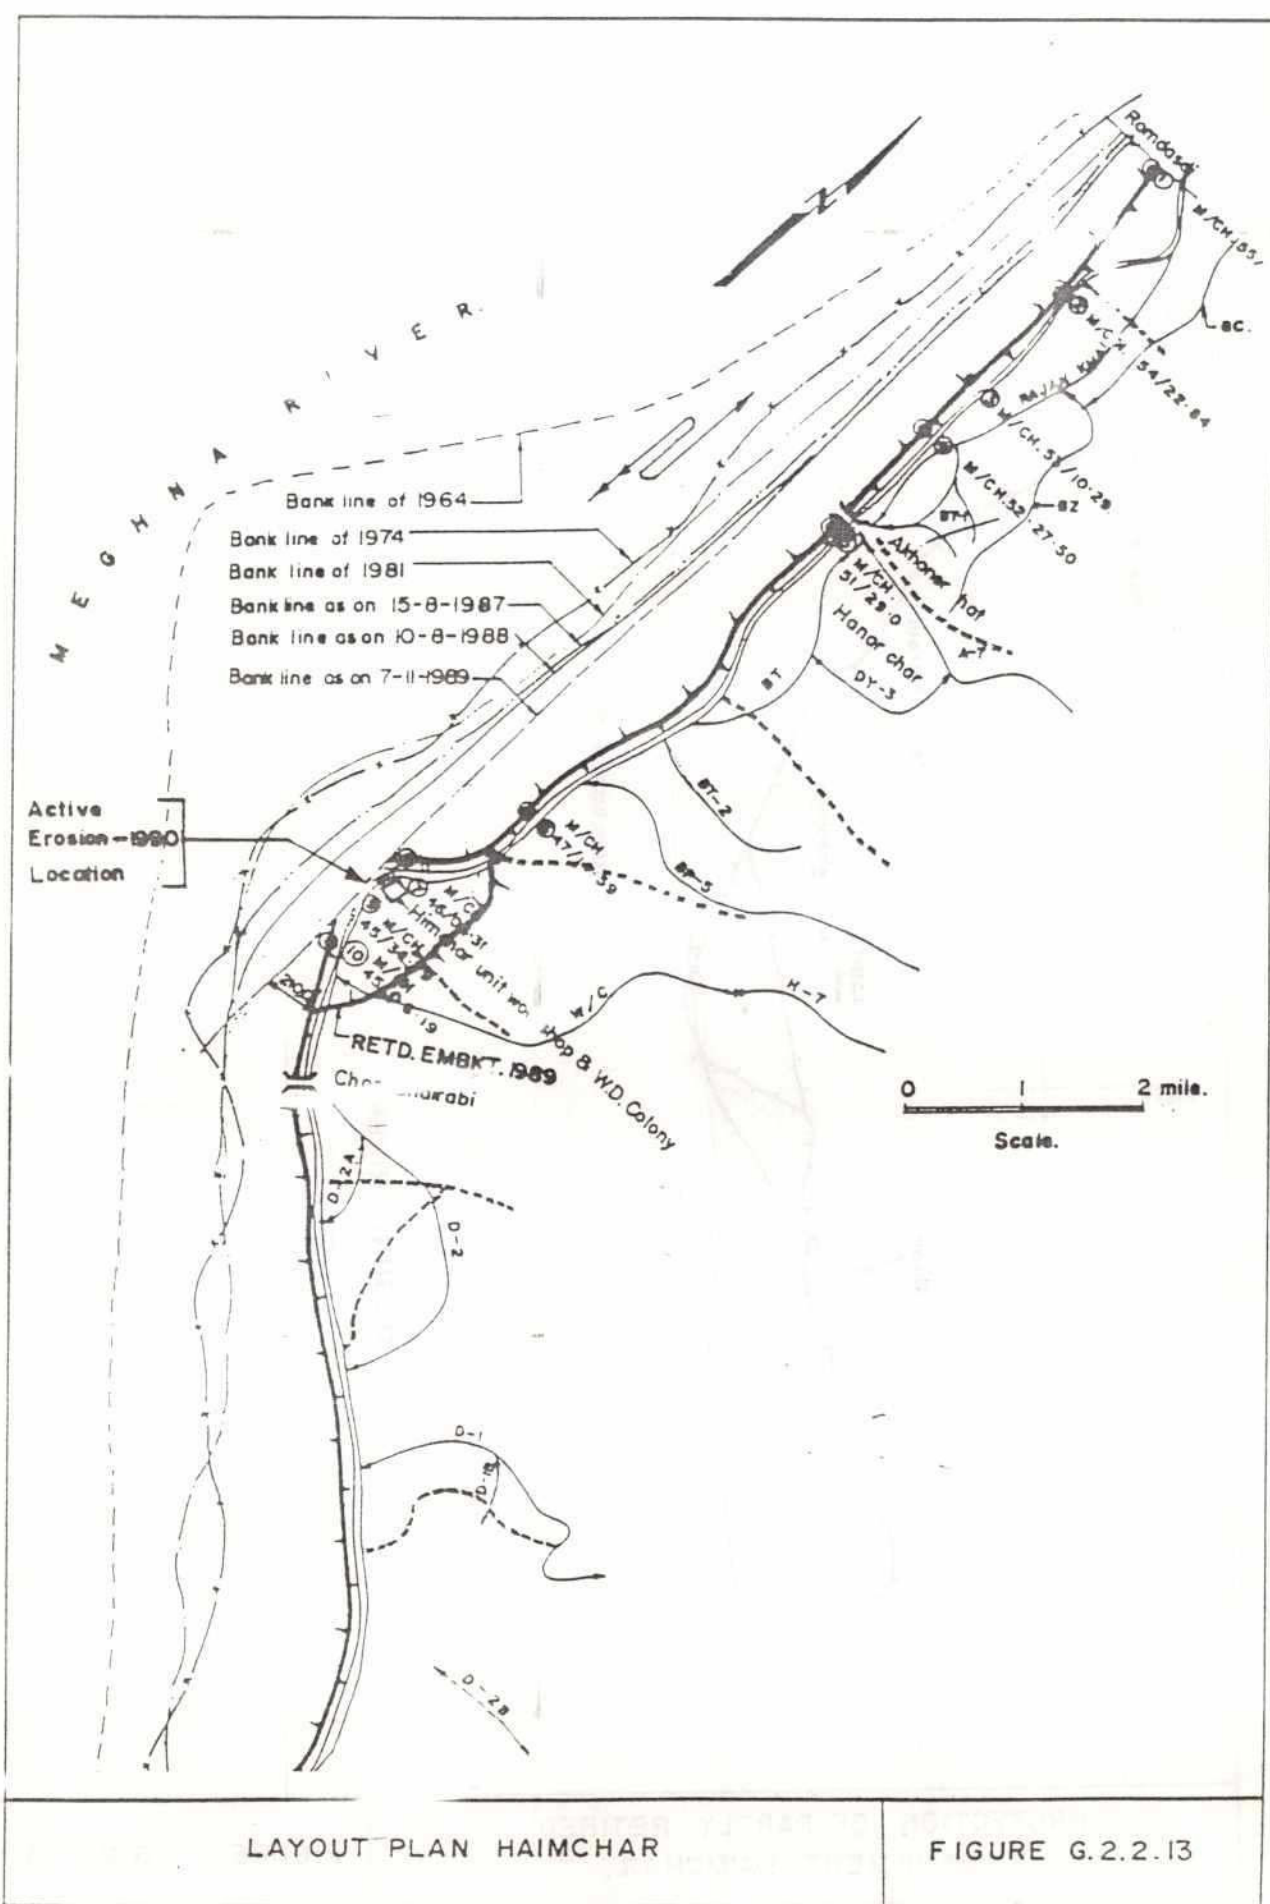 Ramdasdi
M/CH. 55/
BC.
M/CH. 54/22·84
RAJAN KHAL
M/CH. 53/10·29
M/CH. 52·27·50
BZ
BT-1
Akhoner hat
M/CH. 51/29·0
Hanar char
A-7
DY-3
BT
MEGHNA RIVER.
Bank line of 1964
Bank line of 1974
Bank line of 1981
Bank line as on 15-8-1987
Bank line as on 10-8-1988
Bank line as on 7-11-1989
BT-2
Active
Erosion-1990
Location
M/CH
BP-5
M/CH
45/34
10
unit
shop & W.D. Colony
W/C
H-7
RETD. EMBKT. 1989
0 1 2 mile.
Scale.
D-2A
D-2
D-1
D-1B
D-2B
LAYOUT PLAN HAIMCHAR
FIGURE G.2.2.13